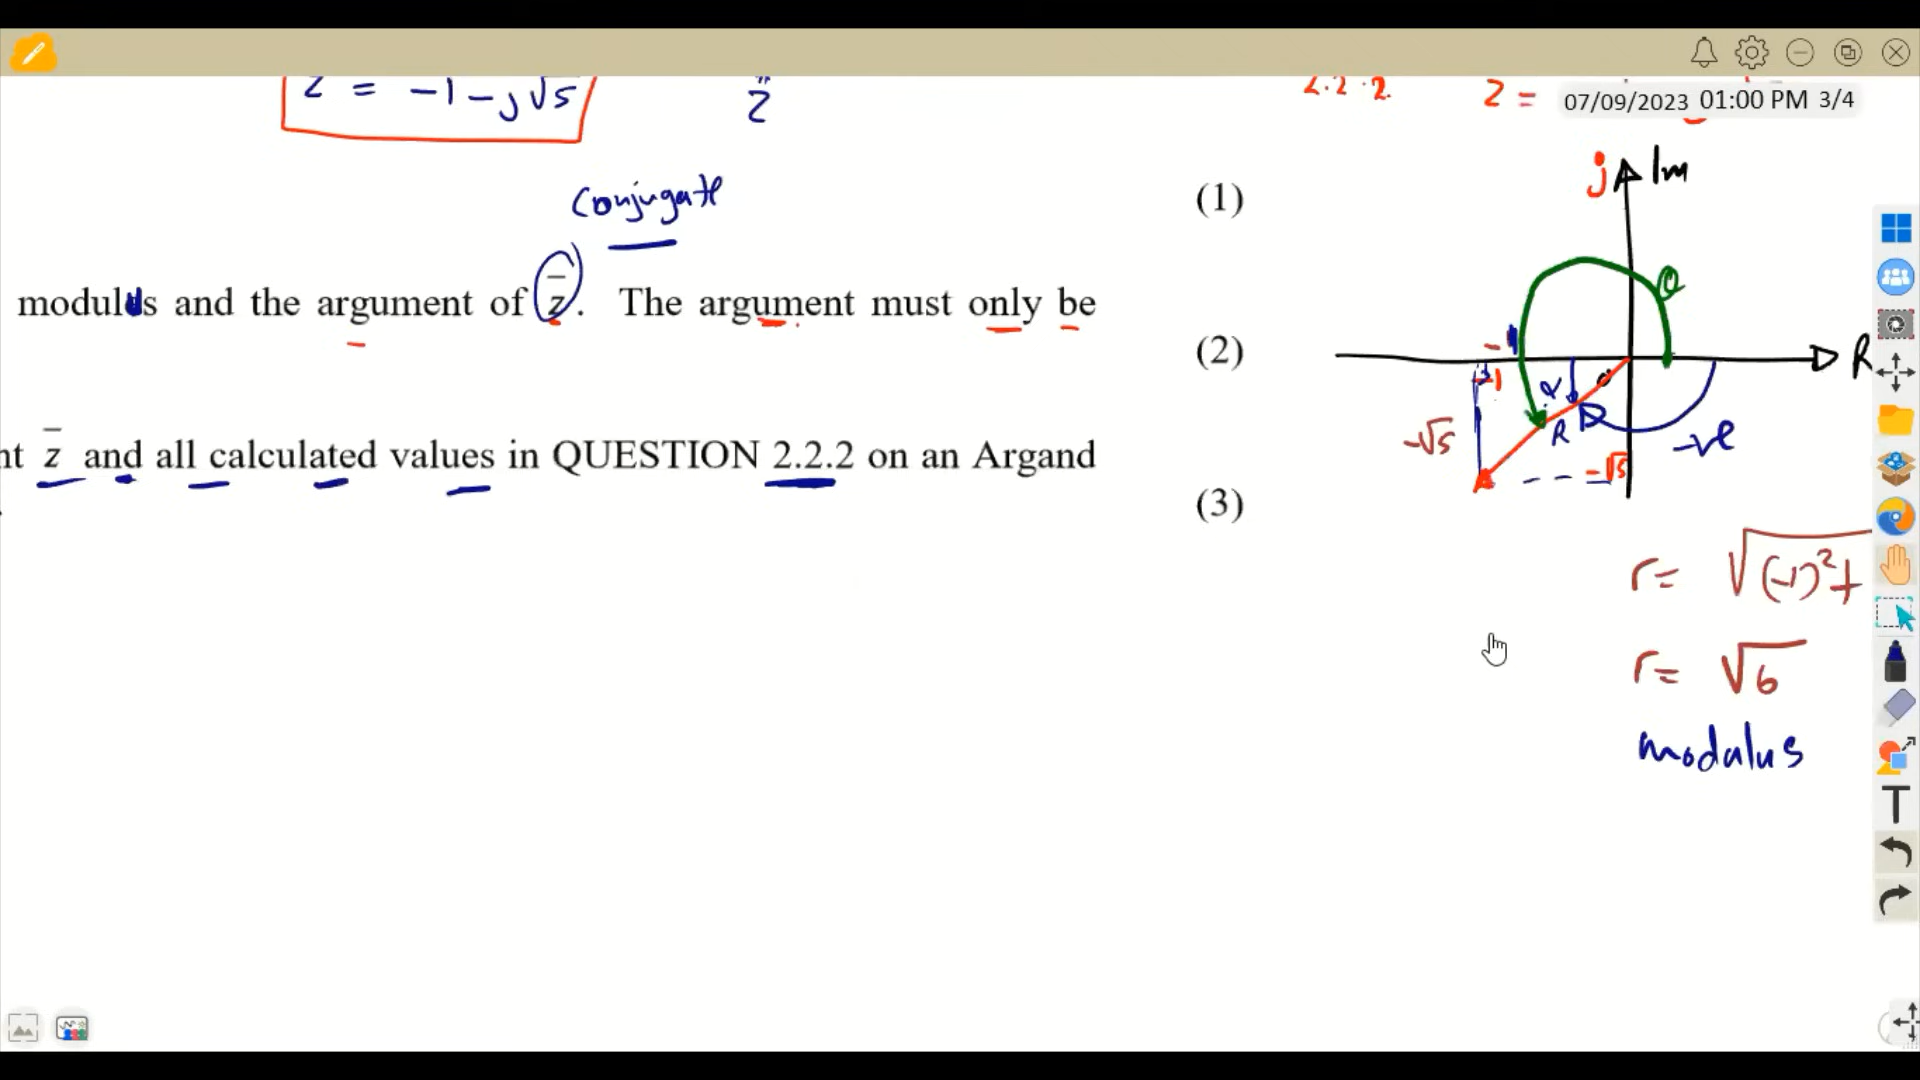 z = -1 - j√5
z
2.2.2.
z =
07/09/2023 01:00 PM 3/4
conjugate
(1)
j
Im
modulus and the argument of z̄. The argument must only be
(2)
θ
-1
-1
R
α
R
-√5
-√5
-ve
nt z̄ and all calculated values in QUESTION 2.2.2 on an Argand
(3)
r = √(-1)² +
r = √6
modulus
T